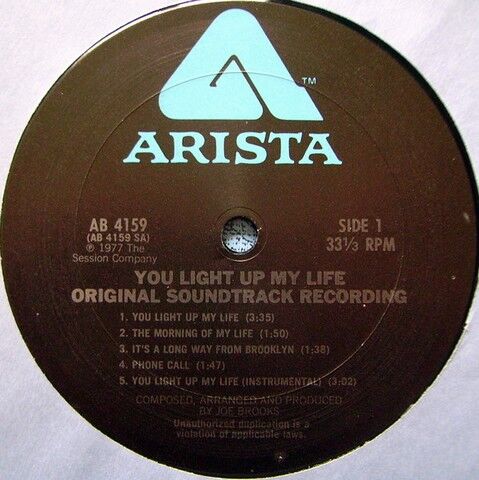 TM
ARISTA
AB 4159
(AB 4159 SA)
℗ 1977 The
Session Company
SIDE 1
33⅓ RPM
YOU LIGHT UP MY LIFE
ORIGINAL SOUNDTRACK RECORDING
1. YOU LIGHT UP MY LIFE (3:35)
2. THE MORNING OF MY LIFE (1:50)
3. IT'S A LONG WAY FROM BROOKLYN (1:38)
4. PHONE CALL (1:47)
5. YOU LIGHT UP MY LIFE (INSTRUMENTAL) (3:02)
COMPOSED, ARRANGED AND PRODUCED
BY JOE BROOKS
Unauthorized duplication is a
violation of applicable laws.